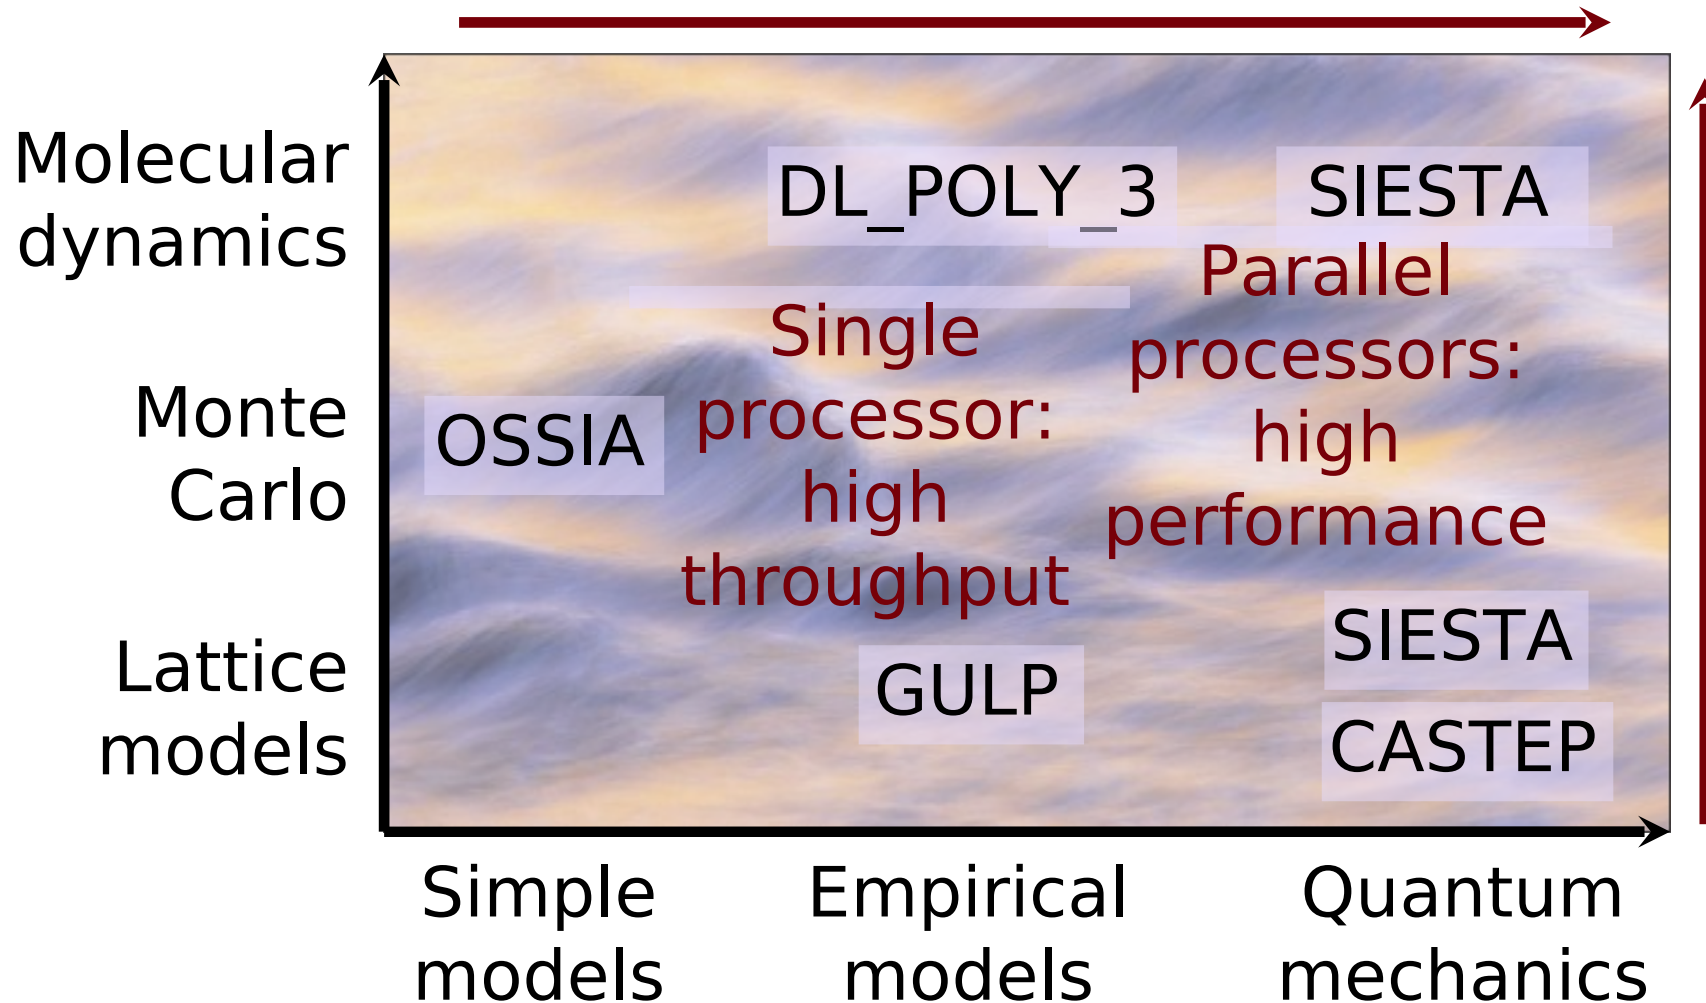 Molecular
dynamics
DL_POLY_3
SIESTA
Parallel
processors:
high
performance
Single
processor:
high
throughput
Monte
Carlo
OSSIA
Lattice
models
GULP
SIESTA
CASTEP
Simple
models
Empirical
models
Quantum
mechanics